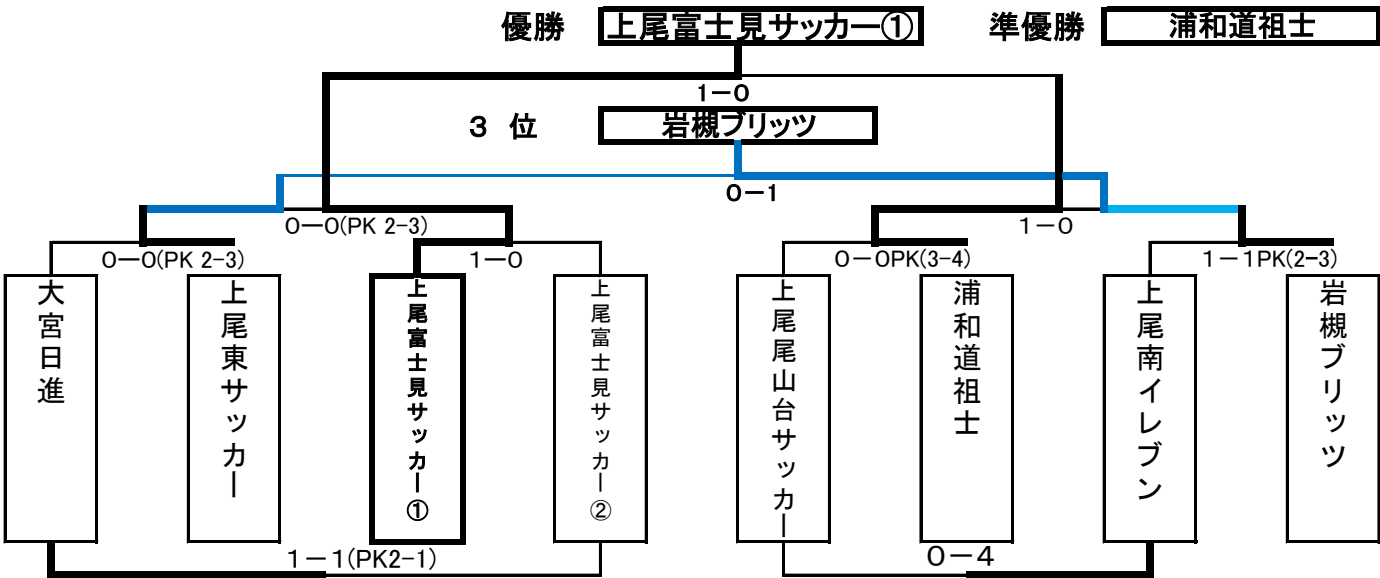 優勝 上尾富士見サッカー① 準優勝 浦和道祖士
1－0
3 位 岩槻ブリッツ
0－1
0－0(PK 2-3) 1－0
0－0(PK 2-3) 1－0 0－0PK(3-4) 1－1PK(2-3)
大宮日進
上尾東サッカー
上尾富士見サッカー①
上尾富士見サッカー②
上尾尾山台サッカー
浦和道祖士
上尾南イレブン
岩槻ブリッツ
1－1(PK2-1) 0－4